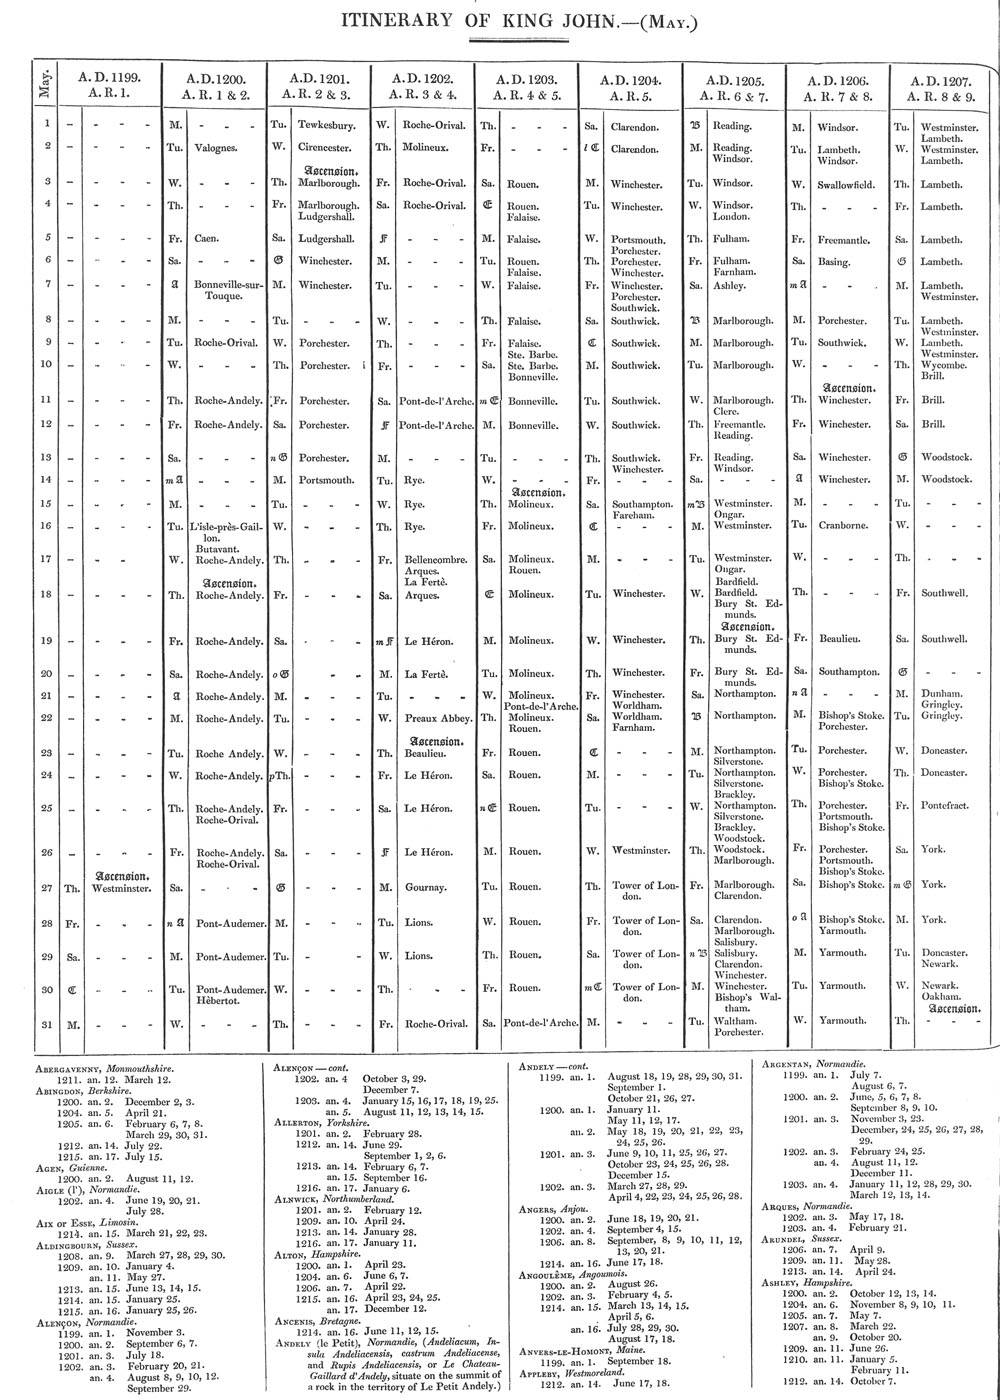 ITINERARY OF KING JOHN.—(May.)
May. A. D. 1199. A. D. 1200. A. D. 1201. A. D. 1202. A. D. 1203. A. D. 1204. A. D. 1205. A. D. 1206. A. D. 1207.
A. R. 1. A. R. 1 & 2. A. R. 2 & 3. A. R. 3 & 4. A. R. 4 & 5. A. R. 5. A. R. 6 & 7. A. R. 7 & 8. A. R. 8 & 9.
1 - - - - M. - - - Tu. Tewkesbury. W. Roche-Orival. Th. - - - Sa. Clarendon. B Reading. M. Windsor. Tu. Westminster.
Lambeth.
2 - - - - Tu. Valognes. W. Cirencester. Th. Molineux. Fr. - - - l C Clarendon. M. Reading. Tu. Lambeth. W. Westminster.
Windsor. Windsor. Lambeth.
Ascension.
3 - - - - W. - - - Th. Marlborough. Fr. Roche-Orival. Sa. Rouen. M. Winchester. Tu. Windsor. W. Swallowfield. Th. Lambeth.
4 - - - - Th. - - - Fr. Marlborough. Sa. Roche-Orival. E Rouen. Tu. Winchester. W. Windsor. Th. - - - Fr. Lambeth.
Ludgershall. Falaise. London.
5 - - - - Fr. Caen. Sa. Ludgershall. F - - - M. Falaise. W. Portsmouth. Th. Fulham. Fr. Freemantle. Sa. Lambeth.
Porchester.
6 - - - - Sa. - - - G Winchester. M. - - - Tu. Rouen. Th. Porchester. Fr. Fulham. Sa. Basing. G Lambeth.
Falaise. Winchester. Farnham.
7 - - - - A Bonneville-sur- M. Winchester. Tu. - - - W. Falaise. Fr. Winchester. Sa. Ashley. m A - - - M. Lambeth.
Touque. Porchester. Westminster.
Southwick.
8 - - - - M. - - - Tu. - - - W. - - - Th. Falaise. Sa. Southwick. B Marlborough. M. Porchester. Tu. Lambeth.
Westminster.
9 - - - - Tu. Roche-Orival. W. Porchester. Th. - - - Fr. Falaise. C Southwick. M. Marlborough. Tu. Southwick. W. Lambeth.
Ste. Barbe. Westminster.
10 - - - - W. - - - Th. Porchester. Fr. - - - Sa. Ste. Barbe. M. Southwick. Tu. Marlborough. W. - - - Th. Wycombe.
Bonneville. Brill.
Ascension.
11 - - - - Th. Roche-Andely. Fr. Porchester. Sa. Pont-de-l'Arche. m E Bonneville. Tu. Southwick. W. Marlborough. Th. Winchester. Fr. Brill.
Clere.
12 - - - - Fr. Roche-Andely. Sa. Porchester. F Pont-de-l'Arche. M. Bonneville. W. Southwick. Th. Freemantle. Fr. Winchester. Sa. Brill.
Reading.
13 - - - - Sa. - - - n G Porchester. M. - - - Tu. - - - Th. Southwick. Fr. Reading. Sa. Winchester. G Woodstock.
Winchester. Windsor.
14 - - - - m A - - - M. Portsmouth. Tu. Rye. W. - - - Fr. - - - Sa. - - - A Winchester. M. Woodstock.
Ascension.
15 - - - - M. - - - Tu. - - - W. Rye. Th. Molineux. Sa. Southampton. m B Westminster. M. - - - Tu. - - -
Fareham. Ongar.
16 - - - - Tu. L'isle-près-Gail- W. - - - Th. Rye. Fr. Molineux. C - - - M. Westminster. Tu. Cranborne. W. - - -
lon.
Butavant.
17 - - - - W. Roche-Andely. Th. - - - Fr. Bellencombre. Sa. Molineux. M. - - - Tu. Westminster. W. - - - Th. - - -
Arques. Rouen. Ongar.
Ascension. La Fertè. Bardfield.
18 - - - - Th. Roche-Andely. Fr. - - - Sa. Arques. E Molineux. Tu. Winchester. W. Bardfield. Th. - - - Fr. Southwell.
Bury St. Ed-
munds.
Ascension.
19 - - - - Fr. Roche-Andely. Sa. - - - m F Le Héron. M. Molineux. W. Winchester. Th. Bury St. Ed- Fr. Beaulieu. Sa. Southwell.
munds.
20 - - - - Sa. Roche-Andely. o G - - - M. La Fertè. Tu. Molineux. Th. Winchester. Fr. Bury St. Ed- Sa. Southampton. G - - -
munds.
21 - - - - A Roche-Andely. M. - - - Tu. - - - W. Molineux. Fr. Winchester. Sa. Northampton. n A - - - M. Dunham.
Pont-de-l'Arche. Worldham. Gringley.
22 - - - - M. Roche-Andely. Tu. - - - W. Preaux Abbey. Th. Molineux. Sa. Worldham. B Northampton. M. Bishop's Stoke. Tu. Gringley.
Rouen. Farnham. Porchester.
Ascension.
23 - - - - Tu. Roche Andely. W. - - - Th. Beaulieu. Fr. Rouen. C - - - M. Northampton. Tu. Porchester. W. Doncaster.
Silverstone.
24 - - - - W. Roche-Andely. p Th. - - - Fr. Le Héron. Sa. Rouen. M. - - - Tu. Northampton. W. Porchester. Th. Doncaster.
Silverstone. Bishop's Stoke.
Brackley.
25 - - - - Th. Roche-Andely. Fr. - - - Sa. Le Héron. n E Rouen. Tu. - - - W. Northampton. Th. Porchester. Fr. Pontefract.
Roche-Orival. Silverstone. Portsmouth.
Brackley. Bishop's Stoke.
Woodstock.
26 - - - - Fr. Roche-Andely. Sa. - - - F Le Héron. M. Rouen. W. Westminster. Th. Woodstock. Fr. Porchester. Sa. York.
Roche-Orival. Marlborough. Portsmouth.
Ascension. Bishop's Stoke.
27 Th. Westminster. Sa. - - - G - - - M. Gournay. Tu. Rouen. Th. Tower of Lon- Fr. Marlborough. Sa. Bishop's Stoke. m G York.
don. Clarendon.
28 Fr. - - - n A Pont-Audemer. M. - - - Tu. Lions. W. Rouen. Fr. Tower of Lon- Sa. Clarendon. o A Bishop's Stoke. M. York.
don. Marlborough. Yarmouth.
Salisbury.
29 Sa. - - - M. Pont-Audemer. Tu. - - - W. Lions. Th. Rouen. Sa. Tower of Lon- n B Salisbury. M. Yarmouth. Tu. Doncaster.
don. Clarendon. Newark.
Winchester.
30 C - - - Tu. Pont-Audemer. W. - - - Th. - - - Fr. Rouen. m C Tower of Lon- M. Winchester. Tu. Yarmouth. W. Newark.
Hèbertot. don. Bishop's Wal- Oakham.
tham. Ascension.
31 M. - - - W. - - - Th. - - - Fr. Roche-Orival. Sa. Pont-de-l'Arche. M. - - - Tu. Waltham. W. Yarmouth. Th. - - -
Porchester.
ABERGAVENNY, Monmouthshire.
1211. an. 12. March 12.
ABINGDON, Berkshire.
1200. an. 2. December 2, 3.
1204. an. 5. April 21.
1205. an. 6. February 6, 7, 8.
March 29, 30, 31.
1212. an. 14. July 22.
1215. an. 17. July 15.
AGEN, Guienne.
1200. an. 2. August 11, 12.
AIGLE (l'), Normandie.
1202. an. 4. June 19, 20, 21.
July 28.
AIX OR ESSE, Limosin.
1214. an. 15. March 21, 22, 23.
ALDINGBOURN, Sussex.
1208. an. 9. March 27, 28, 29, 30.
1209. an. 10. January 4.
an. 11. May 27.
1213. an. 15. June 13, 14, 15.
1214. an. 15. January 25.
1215. an. 16. January 25, 26.
ALENÇON, Normandie.
1199. an. 1. November 3.
1200. an. 2. September 6, 7.
1201. an. 3. July 18.
1202. an. 3. February 20, 21.
an. 4. August 8, 9, 10, 12.
September 29.
ALENÇON—cont.
1202. an. 4 October 3, 29.
December 7.
1203. an. 4. January 15, 16, 17, 18, 19, 25.
an. 5. August 11, 12, 13, 14, 15.
ALLERTON, Yorkshire.
1201. an. 2. February 28.
1212. an. 14. June 29.
September 1, 2, 6.
1213. an. 14. February 6, 7.
an. 15. September 16.
1216. an. 17. January 6.
ALNWICK, Northumberland.
1201. an. 2. February 12.
1209. an. 10. April 24.
1213. an. 14. January 28.
1216. an. 17. January 11.
ALTON, Hampshire.
1200. an. 1. April 23.
1204. an. 6. June 6, 7.
1206. an. 7. April 22.
1215. an. 16. April 23, 24, 25.
an. 17. December 12.
ANCENIS, Bretagne.
1214. an. 16. June 11, 12, 15.
ANDELY (le Petit), Normandie, (Andeliacum, In-
sula Andeliacensis, castrum Andeliacense,
and Rupis Andeliacensis, or Le Chateau-
Gaillard d'Andely, situate on the summit of
a rock in the territory of Le Petit Andely.)
ANDELY—cont.
1199. an. 1. August 18, 19, 28, 29, 30, 31.
September 1.
October 21, 26, 27.
1200. an. 1. January 11.
May 11, 12, 17.
an. 2. May 18, 19, 20, 21, 22, 23,
24, 25, 26.
1201. an. 3. June 9, 10, 11, 25, 26, 27.
October 23, 24, 25, 26, 28.
December 15.
1202. an. 3. March 27, 28, 29.
April 4, 22, 23, 24, 25, 26, 28.
ANGERS, Anjou.
1200. an. 2. June 18, 19, 20, 21.
1202. an. 4. September 4, 15.
1206. an. 8. September, 8, 9, 10, 11, 12,
13, 20, 21.
1214. an. 16. June 17, 18.
ANGOULÊME, Angoumois.
1200. an. 2. August 26.
1202. an. 3. February 4, 5.
1214. an. 15. March 13, 14, 15.
April 5, 6.
an. 16. July 28, 29, 30.
August 17, 18.
ANVERS-LE-HOMONT, Maine.
1199. an. 1. September 18.
APPLEBY, Westmoreland.
1212. an. 14. June 17, 18.
ARGENTAN, Normandie.
1199. an. 1. July 7.
August 6, 7.
1200. an. 2. June, 5, 6, 7, 8.
September 8, 9, 10.
1201. an. 3. November 3, 23.
December, 24, 25, 26, 27, 28,
29.
1202. an. 3. February 24, 25.
an. 4. August 11, 12.
December 11.
1203. an. 4. January 11, 12, 28, 29, 30.
March 12, 13, 14.
ARQUES, Normandie.
1202. an. 3. May 17, 18.
1203. an. 4. February 21.
ARUNDEL, Sussex.
1206. an. 7. April 9.
1209. an. 11. May 28.
1213. an. 14. April 24.
ASHLEY, Hampshire.
1200. an. 2. October 12, 13, 14.
1204. an. 6. November 8, 9, 10, 11.
1205. an. 7. May 7.
1207. an. 8. March 22.
an. 9. October 20.
1209. an. 11. June 26.
1210. an. 11. January 5.
February 11.
1212. an. 14. October 7.